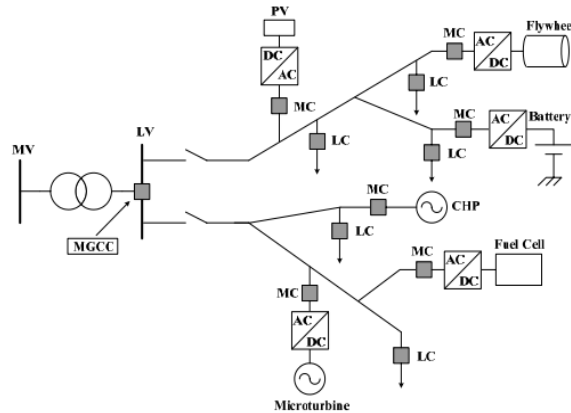 PV
MC
Flywheel
DC
AC
AC
DC
MC
LC
LV
LC
MC
AC
DC
Battery
MV
LC
MC
CHP
MGCC
LC
Fuel Cell
MC
AC
DC
MC
AC
DC
LC
Microturbine